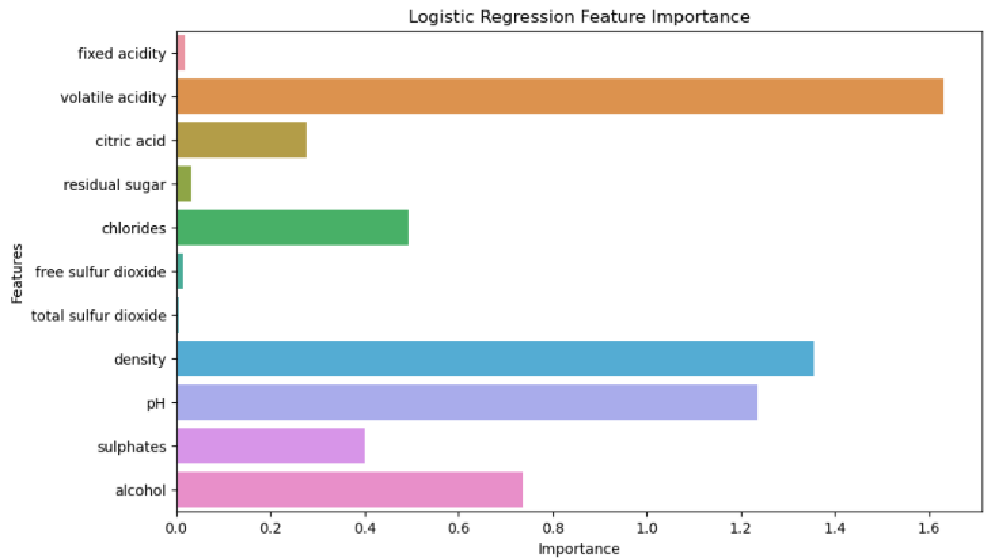 Logistic Regression Feature Importance
Features
fixed acidity
volatile acidity
citric acid
residual sugar
chlorides
free sulfur dioxide
total sulfur dioxide
density
pH
sulphates
alcohol
0.0 0.2 0.4 0.6 0.8 1.0 1.2 1.4 1.6
Importance